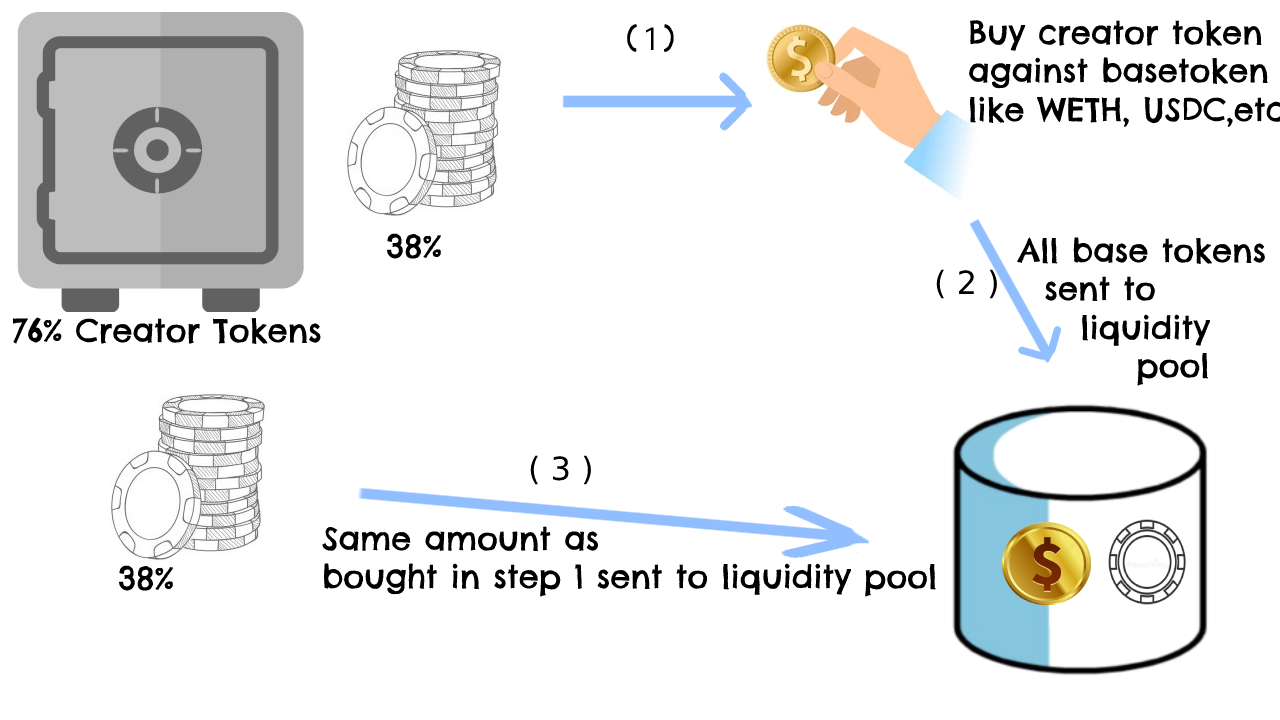 (1)
Buy creator token
against basetoken
like WETH, USDC,etc
38%
76% Creator Tokens
( 2 )
All base tokens
sent to
liquidity
pool
38%
( 3 )
Same amount as
bought in step 1 sent to liquidity pool
$
$